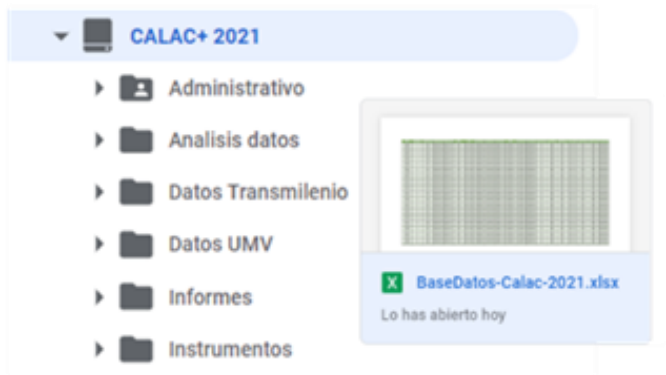 CALAC+ 2021
Administrativo
Analisis datos
Datos Transmilenio
Datos UMV
Informes
Instrumentos
BaseDatos-Calac-2021.xlsx
Lo has abierto hoy